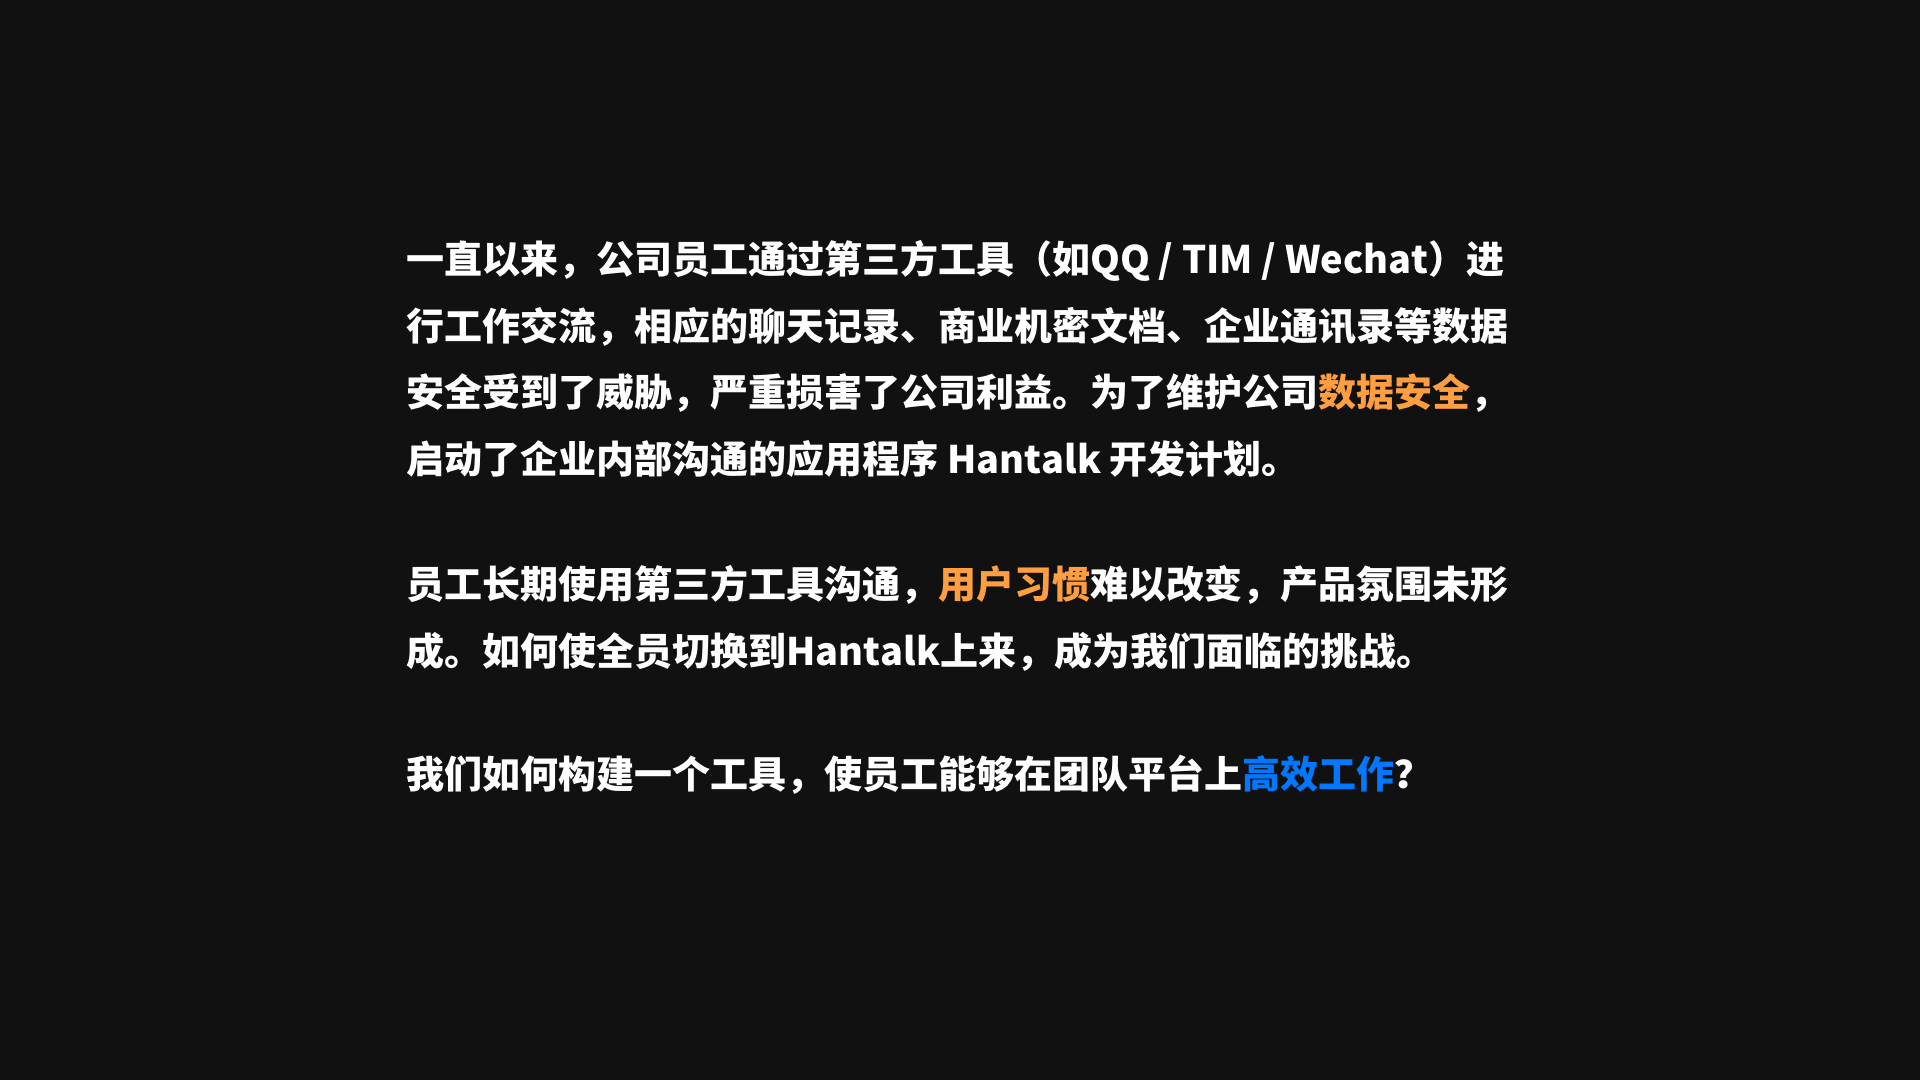 一直以来，公司员工通过第三方工具（如QQ / TIM / Wechat）进
行工作交流，相应的聊天记录、商业机密文档、企业通讯录等数据
安全受到了威胁，严重损害了公司利益。为了维护公司数据安全，
启动了企业内部沟通的应用程序 Hantalk 开发计划。
员工长期使用第三方工具沟通，用户习惯难以改变，产品氛围未形
成。如何使全员切换到Hantalk上来，成为我们面临的挑战。
我们如何构建一个工具，使员工能够在团队平台上高效工作？